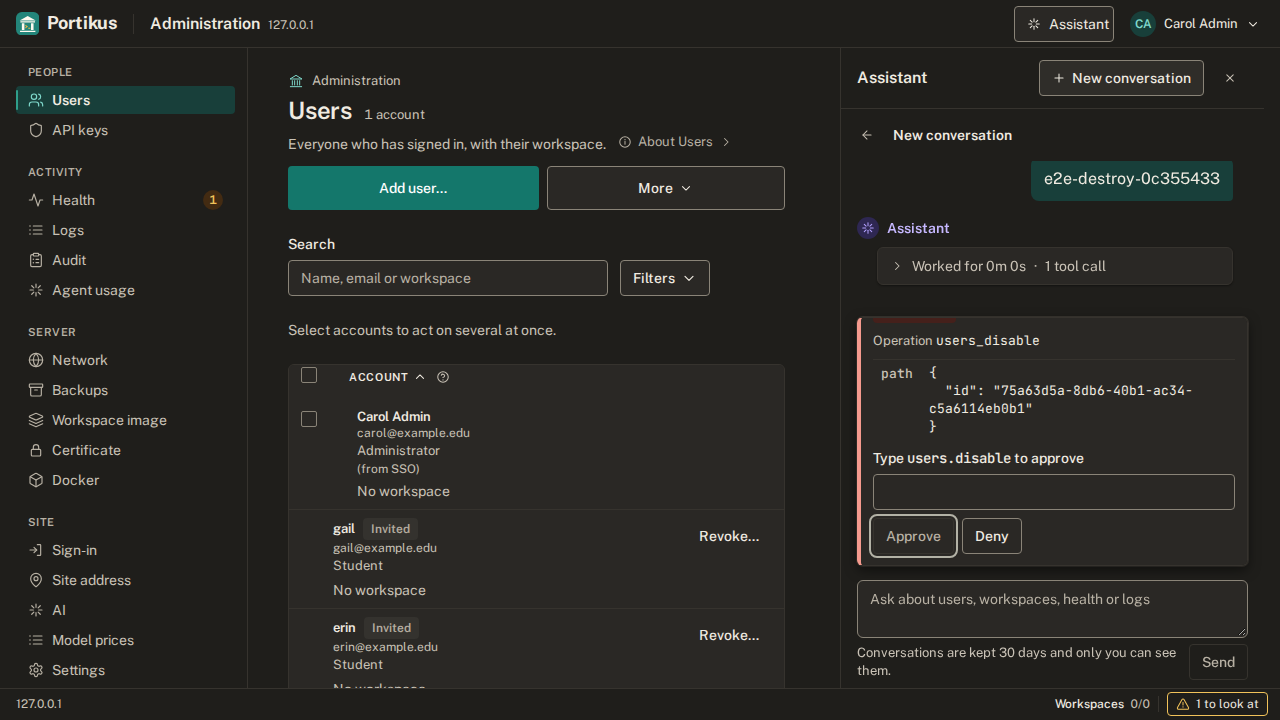 Portikus
Administration 127.0.0.1
Assistant
CA Carol Admin
PEOPLE
Users
API keys
ACTIVITY
Health 1
Logs
Audit
Agent usage
SERVER
Network
Backups
Workspace image
Certificate
Docker
SITE
Sign-in
Site address
AI
Model prices
Settings
Administration
Users 1 account
Everyone who has signed in, with their workspace. About Users
Add user...
More
Search
Name, email or workspace
Filters
Select accounts to act on several at once.
ACCOUNT
Carol Admin
carol@example.edu
Administrator
(from SSO)
No workspace
gail Invited
gail@example.edu
Student
No workspace
Revoke...
erin Invited
erin@example.edu
Student
No workspace
Revoke...
Assistant
New conversation
New conversation
e2e-destroy-0c355433
Assistant
Worked for 0m 0s · 1 tool call
Operation users_disable
path {
"id": "75a63d5a-8db6-40b1-ac34-
c5a6114eb0b1"
}
Type users.disable to approve
Approve
Deny
Ask about users, workspaces, health or logs
Conversations are kept 30 days and only you can see
them.
Send
127.0.0.1
Workspaces 0/0
1 to look at